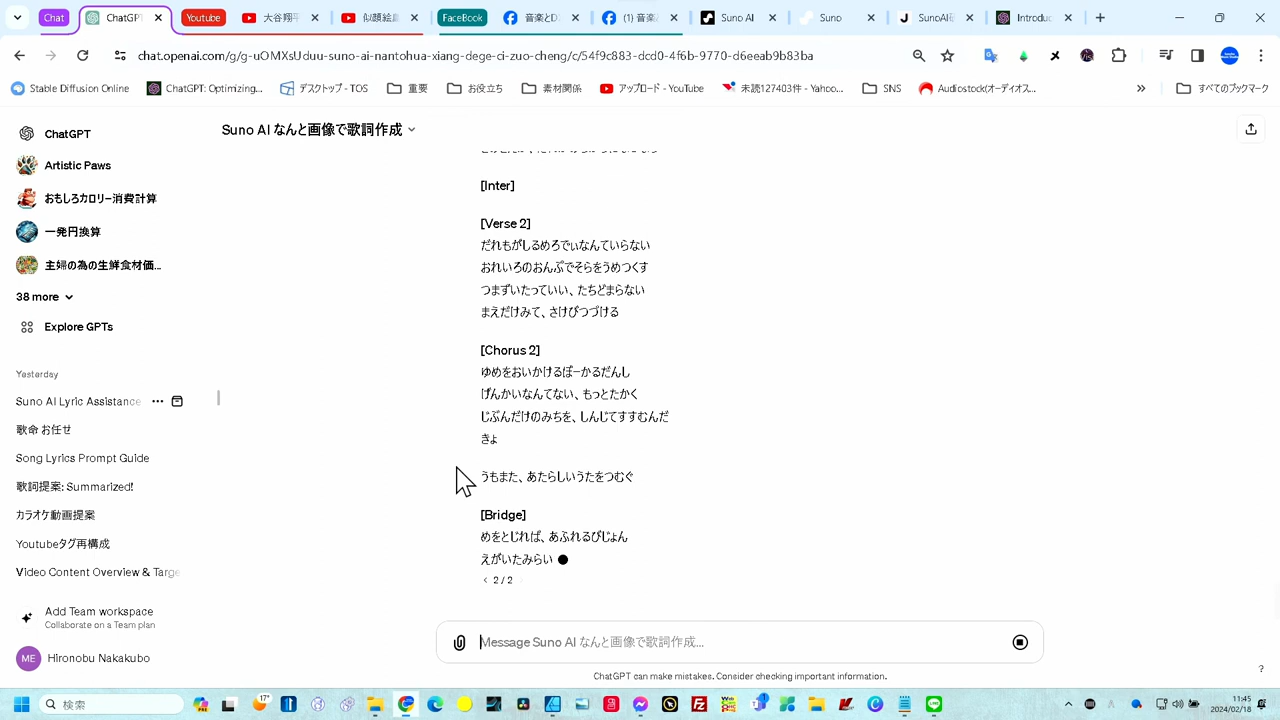 Chat
ChatGPT
Youtube
大谷翔平
似顔絵
FaceBook
音楽とD
(1) 音楽
Suno AI
Suno
SunoAI
Introduc
chat.openai.com/g/g-uOMXsUduu-suno-ai-nantohua-xiang-dege-ci-zuo-cheng/c/54f9c883-dcd0-4f6b-9770-d6eeab9b83ba
Stable Diffusion Online
ChatGPT: Optimizing...
デスクトップ - TOS
重要
お役立ち
素材関係
アップロード - YouTube
未読127403件 - Yahoo...
SNS
Audiostock(オーディオス...
»
すべてのブックマーク
ChatGPT
Artistic Paws
おもしろカロリー消費計算
一発円換算
主婦の為の生鮮食材価...
38 more
Explore GPTs
Yesterday
Suno AI Lyric Assistance
歌命 お任せ
Song Lyrics Prompt Guide
歌詞提案: Summarized!
カラオケ動画提案
Youtubeタグ再構成
Video Content Overview & Targe
Add Team workspace
Collaborate on a Team plan
ME
Hironobu Nakakubo
Suno AI なんと画像で歌詞作成
[Inter]
[Verse 2]
だれもがしるめろでぃなんていらない
おれいろのおんぷでそらをうめつくす
つまずいたっていい、たちどまらない
まえだけみて、さけびつづける
[Chorus 2]
ゆめをおいかけるぼーかるだんし
げんかいなんてない、もっとたかく
じぶんだけのみちを、しんじてすすむんだ
きょ
うもまた、あたらしいうたをつむぐ
[Bridge]
めをとじれば、あふれるびじょん
えがいたみらい
2 / 2
Message Suno AI なんと画像で歌詞作成...
ChatGPT can make mistakes. Consider checking important information.
?
検索
17°
11:45
2024/02/18